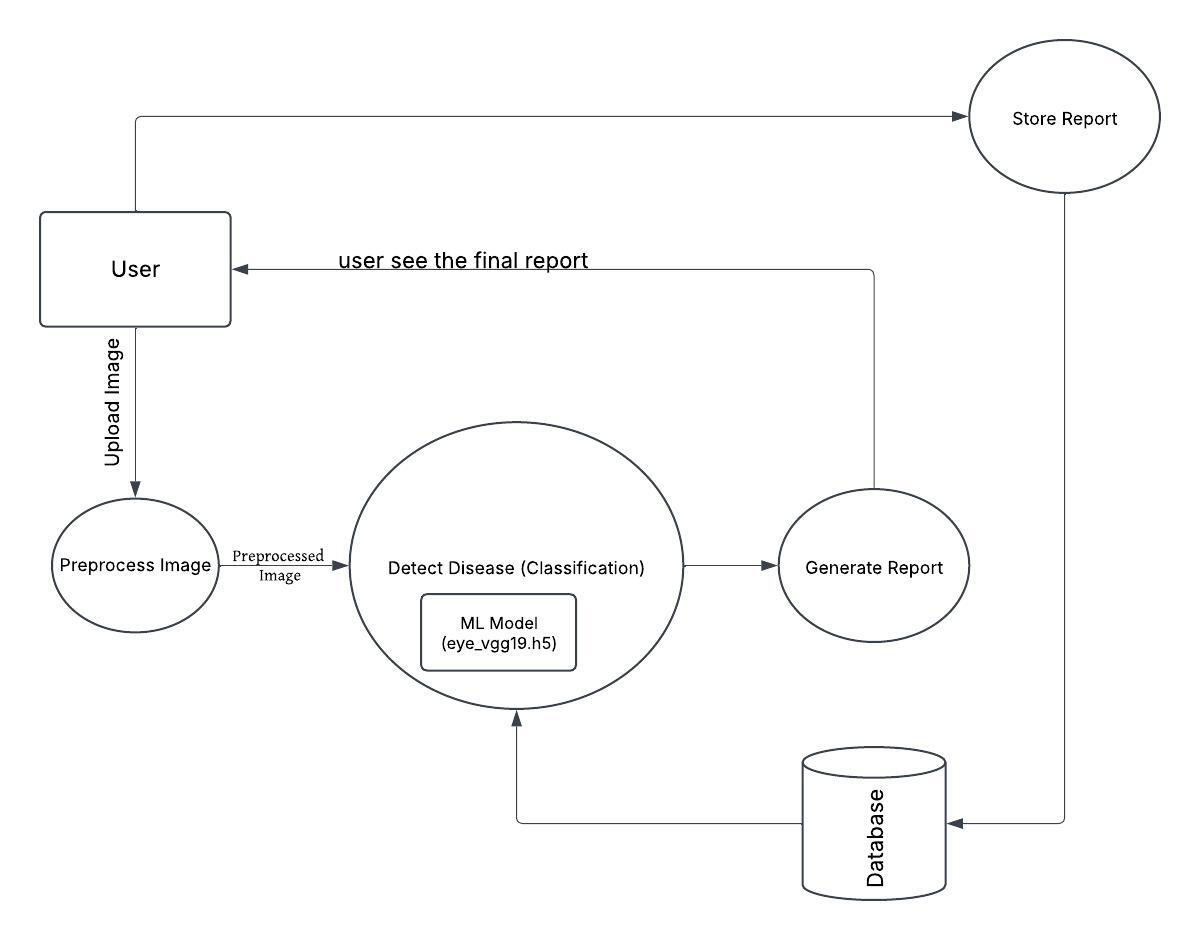 Store Report
User
user see the final report
Upload Image
Preprocess Image
Preprocessed
Image
Detect Disease (Classification)
ML Model
(eye_vgg19.h5)
Generate Report
Database